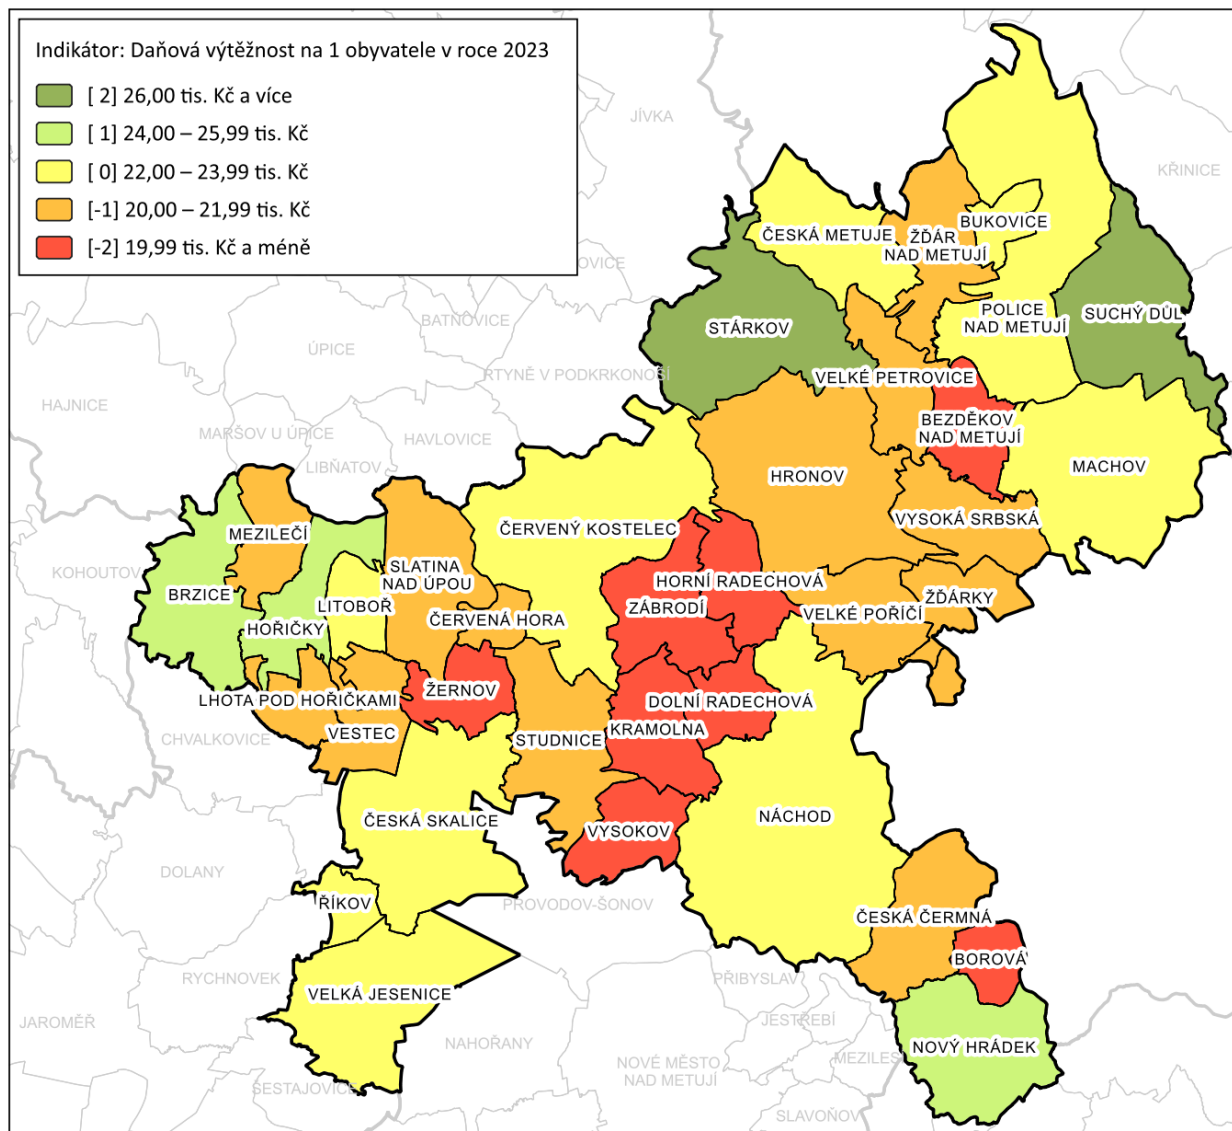 Indikátor: Daňová výtěžnost na 1 obyvatele v roce 2023
[ 2] 26,00 tis. Kč a více
[ 1] 24,00 – 25,99 tis. Kč
[ 0] 22,00 – 23,99 tis. Kč
[-1] 20,00 – 21,99 tis. Kč
[-2] 19,99 tis. Kč a méně
JÍVKA
KŘINICE
BUKOVICE
ČESKÁ METUJE
ŽĎÁR
NAD METUJÍ
OVICE
SUCHÝ DŮL
POLICE
NAD METUJÍ
BATŇOVICE
STÁRKOV
ÚPICE
RTYNĚ V PODKRKONOŠÍ
VELKÉ PETROVICE
HAJNICE
BEZDĚKOV
NAD METUJÍ
MARŠOV U ÚPICE
HAVLOVICE
LIBŇATOV
MACHOV
HRONOV
VYSOKÁ SRBSKÁ
ČERVENÝ KOSTELEC
MEZILEČÍ
SLATINA
NAD ÚPOU
KOHOUTOV
HORNÍ RADECHOVÁ
BRZICE
ŽĎÁRKY
LITOBOŘ
ZÁBRODÍ
VELKÉ POŘÍČÍ
ČERVENÁ HORA
HOŘIČKY
ŽERNOV
LHOTA POD HOŘIČKAMI
DOLNÍ RADECHOVÁ
KRAMOLNA
VESTEC
CHVALKOVICE
STUDNICE
NÁCHOD
ČESKÁ SKALICE
VYSOKOV
DOLANY
ŘÍKOV
PROVODOV-ŠONOV
ČESKÁ ČERMNÁ
BOROVÁ
RYCHNOVEK
PŘIBYSLAV
VELKÁ JESENICE
JAROMĚŘ
JESTŘEBÍ
NAHOŘANY
NOVÝ HRÁDEK
MEZILES
NOVÉ MĚSTO
NAD METUJÍ
ŠESTAJOVICE
SLAVOŇOV